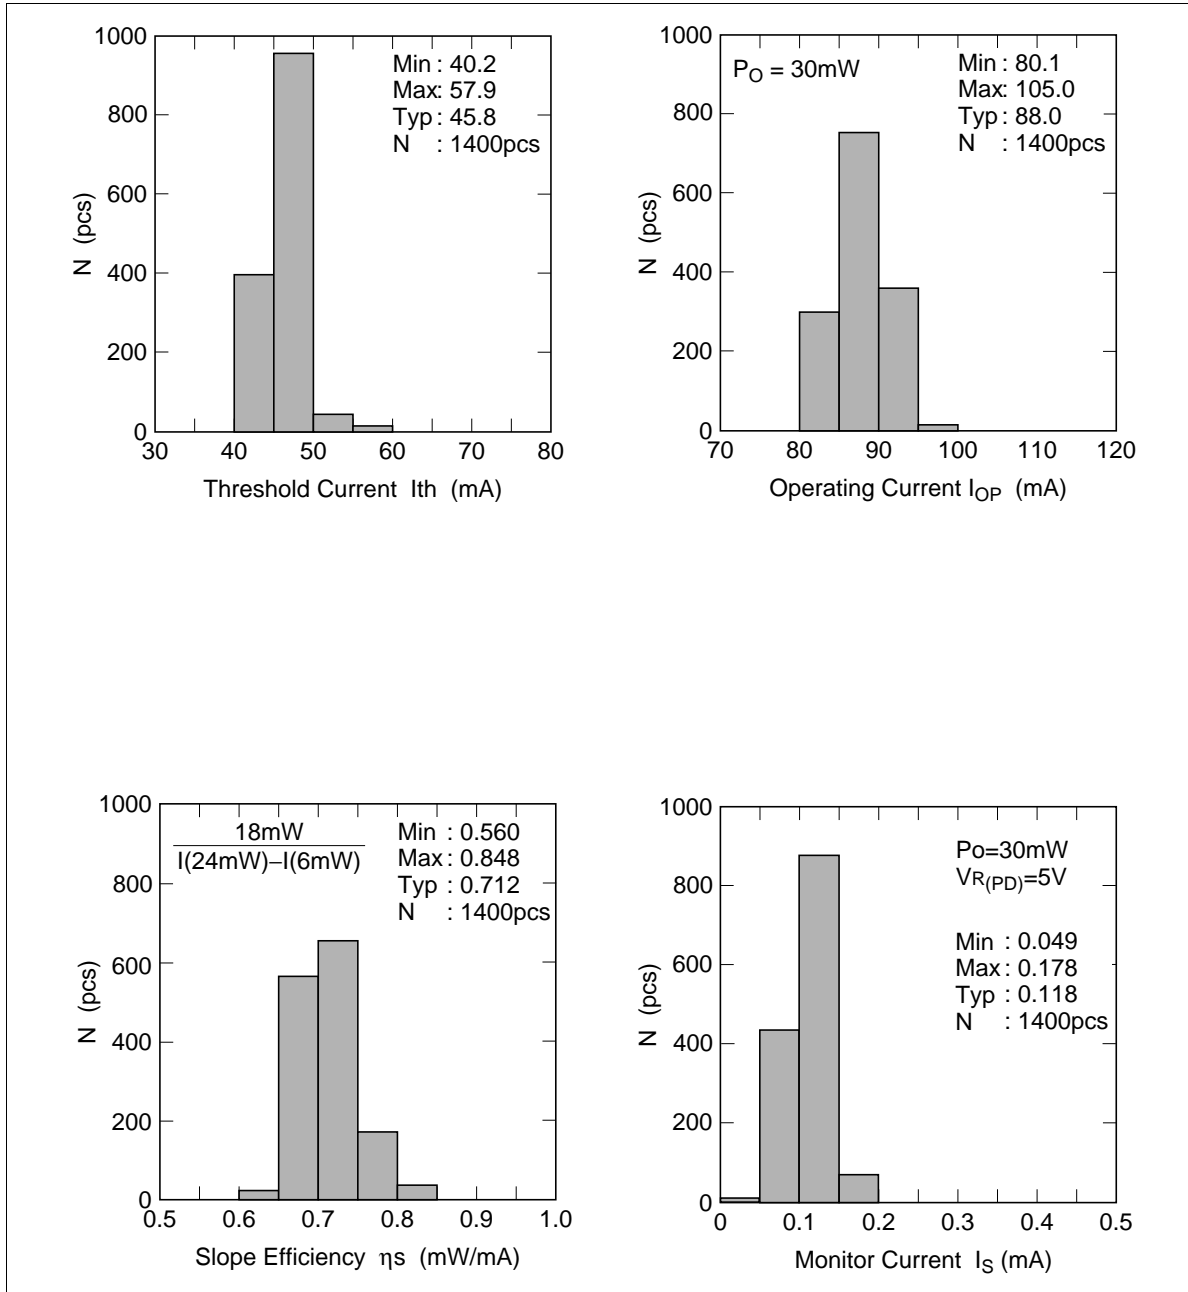 1000
800
600
400
200
0
N (pcs)
Min : 40.2
Max: 57.9
Typ : 45.8
N : 1400pcs
30 40 50 60 70 80
Threshold Current Ith (mA)
1000
800
600
400
200
0
N (pcs)
PO = 30mW
Min : 80.1
Max: 105.0
Typ : 88.0
N : 1400pcs
70 80 90 100 110 120
Operating Current IOP (mA)
1000
800
600
400
200
0
N (pcs)
18mW
I(24mW)–I(6mW)
Min : 0.560
Max : 0.848
Typ : 0.712
N : 1400pcs
0.5 0.6 0.7 0.8 0.9 1.0
Slope Efficiency ηs (mW/mA)
1000
800
600
400
200
0
N (pcs)
Po=30mW
VR(PD)=5V
Min : 0.049
Max : 0.178
Typ : 0.118
N : 1400pcs
0 0.1 0.2 0.3 0.4 0.5
Monitor Current IS (mA)